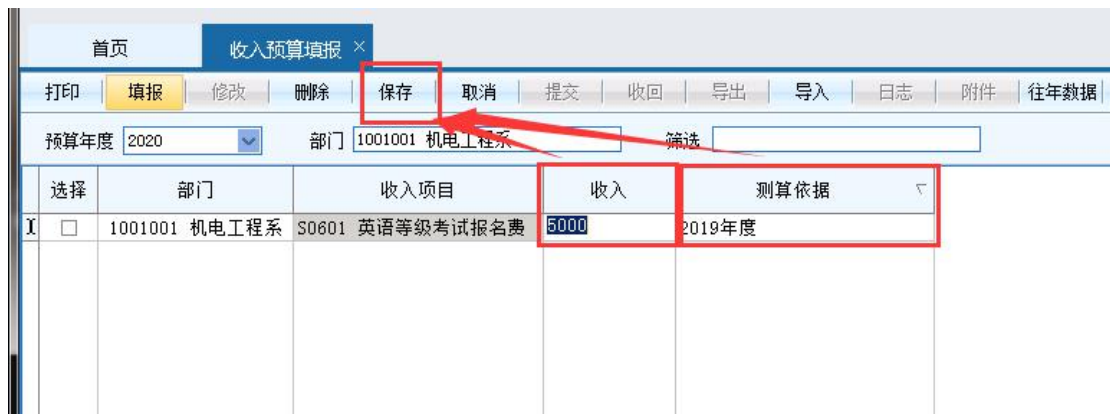 首页 收入预算填报 ×
打印 填报 修改 删除 保存 取消 提交 收回 导出 导入 日志 附件 往年数据
预算年度 2020 部门 1001001 机电工程系 筛选
选择 部门 收入项目 收入 测算依据
1001001 机电工程系 S0601 英语等级考试报名费 5000 2019年度